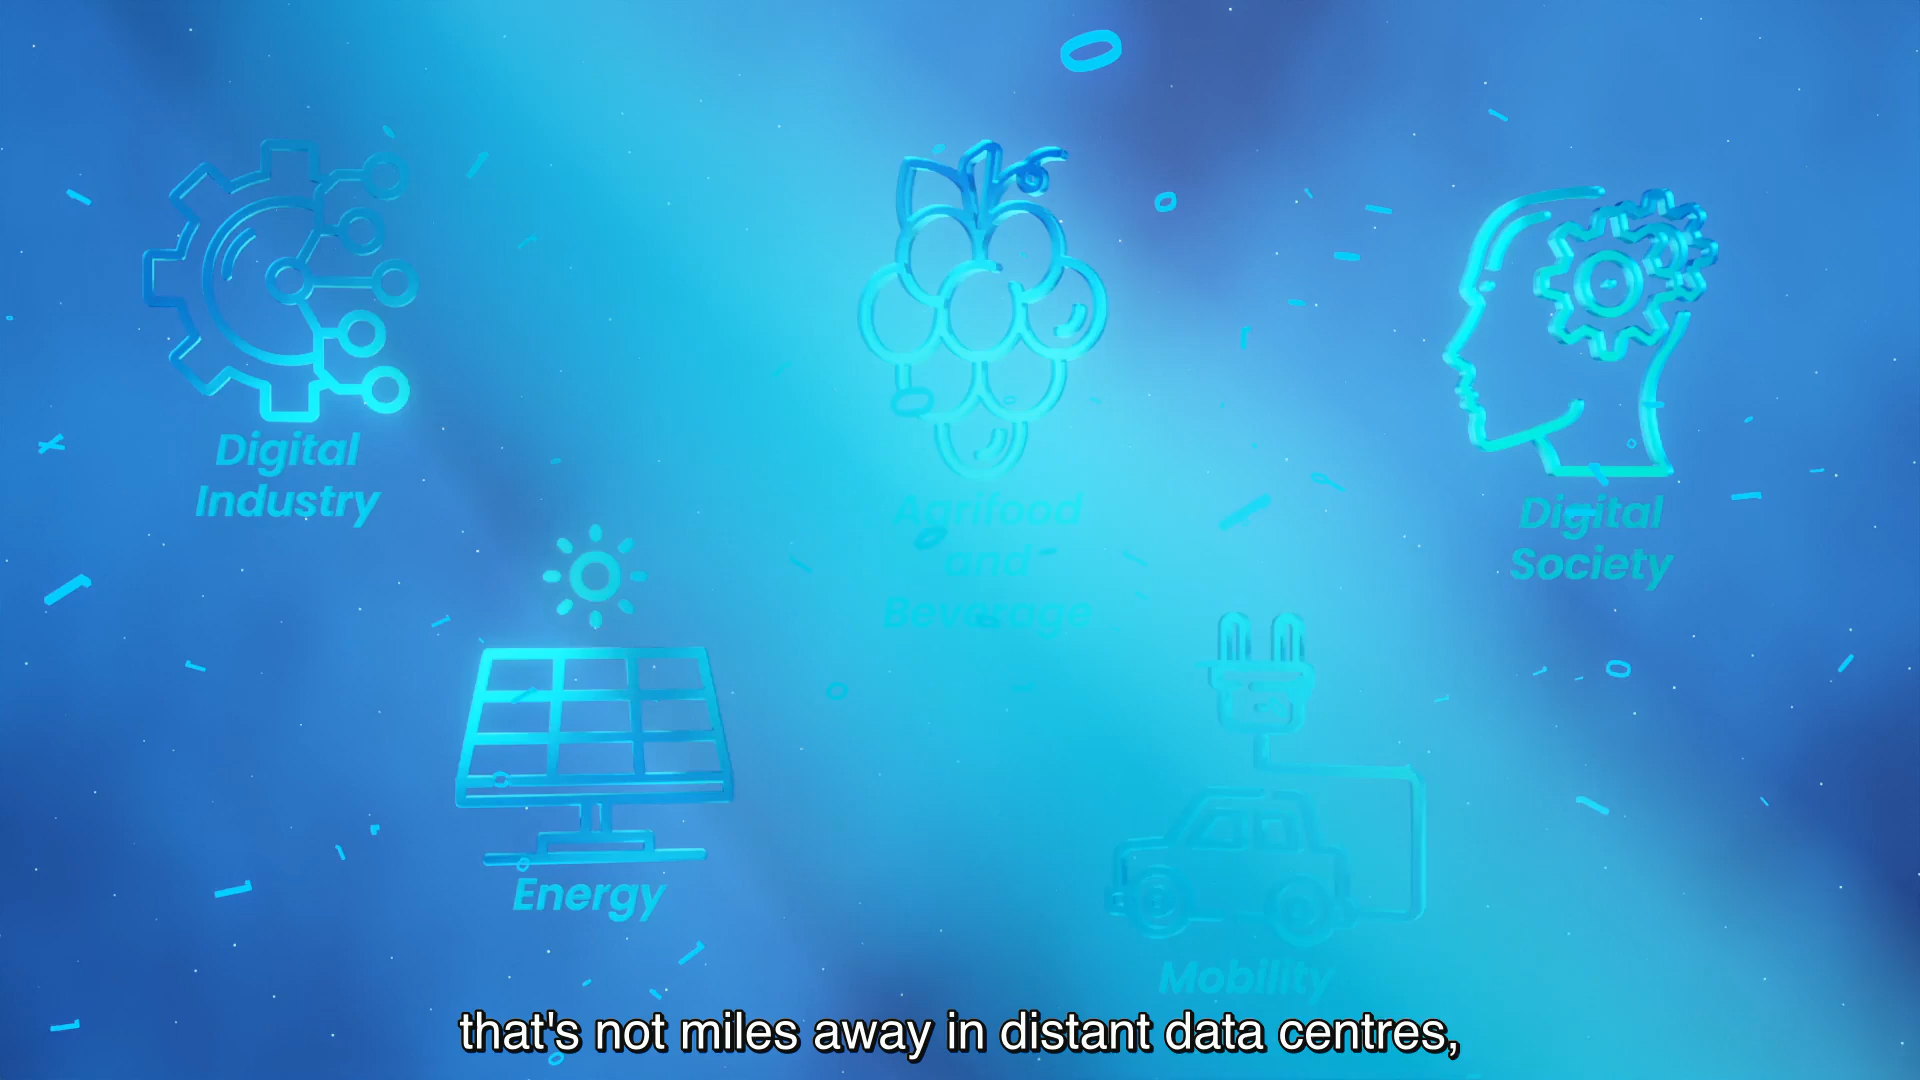 Digital
Industry
Agrifood
and
Beverage
Digital
Society
Energy
Mobility
that's not miles away in distant data centres,